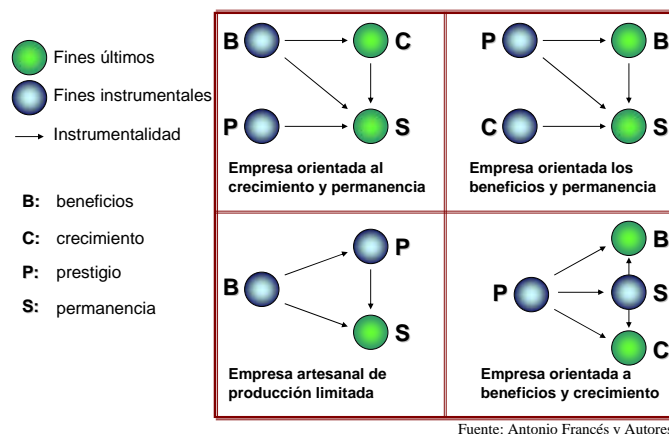 Fines últimos
Fines instrumentales
Instrumentalidad
B: beneficios
C: crecimiento
P: prestigio
S: permanencia
B
C
P
S
Empresa orientada al
crecimiento y permanencia
P
B
C
S
Empresa orientada los
beneficios y permanencia
P
B
S
Empresa artesanal de
producción limitada
B
P
S
C
Empresa orientada a
beneficios y crecimiento
Fuente: Antonio Francés y Autores